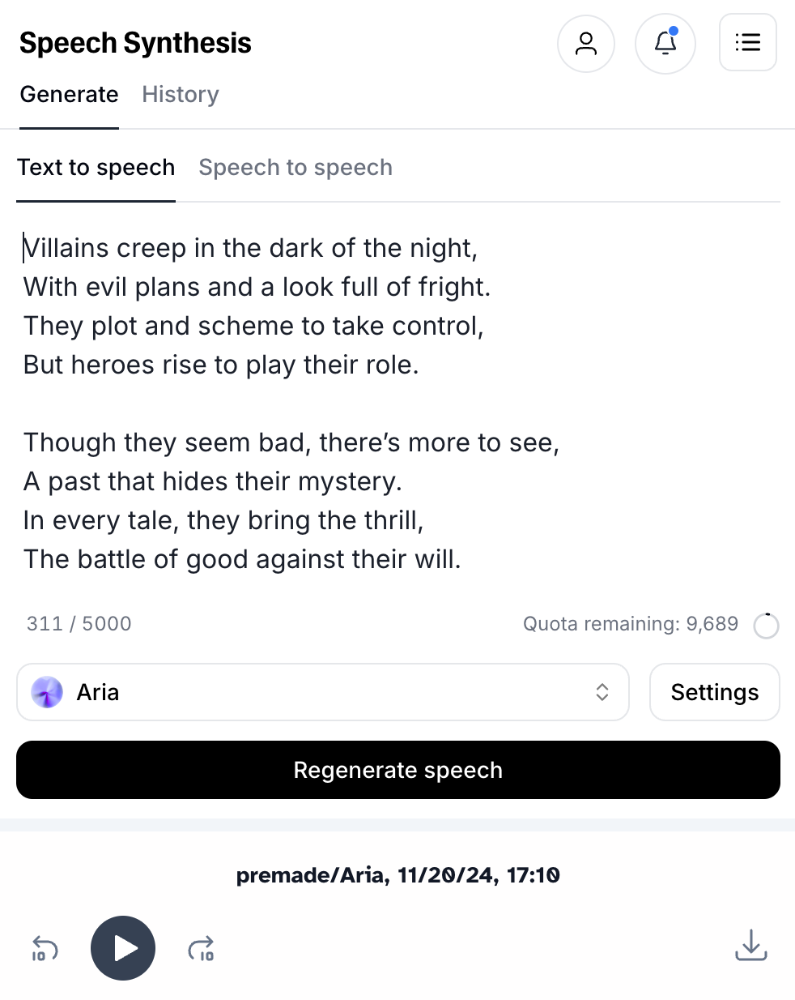 Speech Synthesis
Generate History
Text to speech Speech to speech
Villains creep in the dark of the night,
With evil plans and a look full of fright.
They plot and scheme to take control,
But heroes rise to play their role.
Though they seem bad, there’s more to see,
A past that hides their mystery.
In every tale, they bring the thrill,
The battle of good against their will.
311 / 5000 Quota remaining: 9,689
Aria Settings
Regenerate speech
premade/Aria, 11/20/24, 17:10
10 10